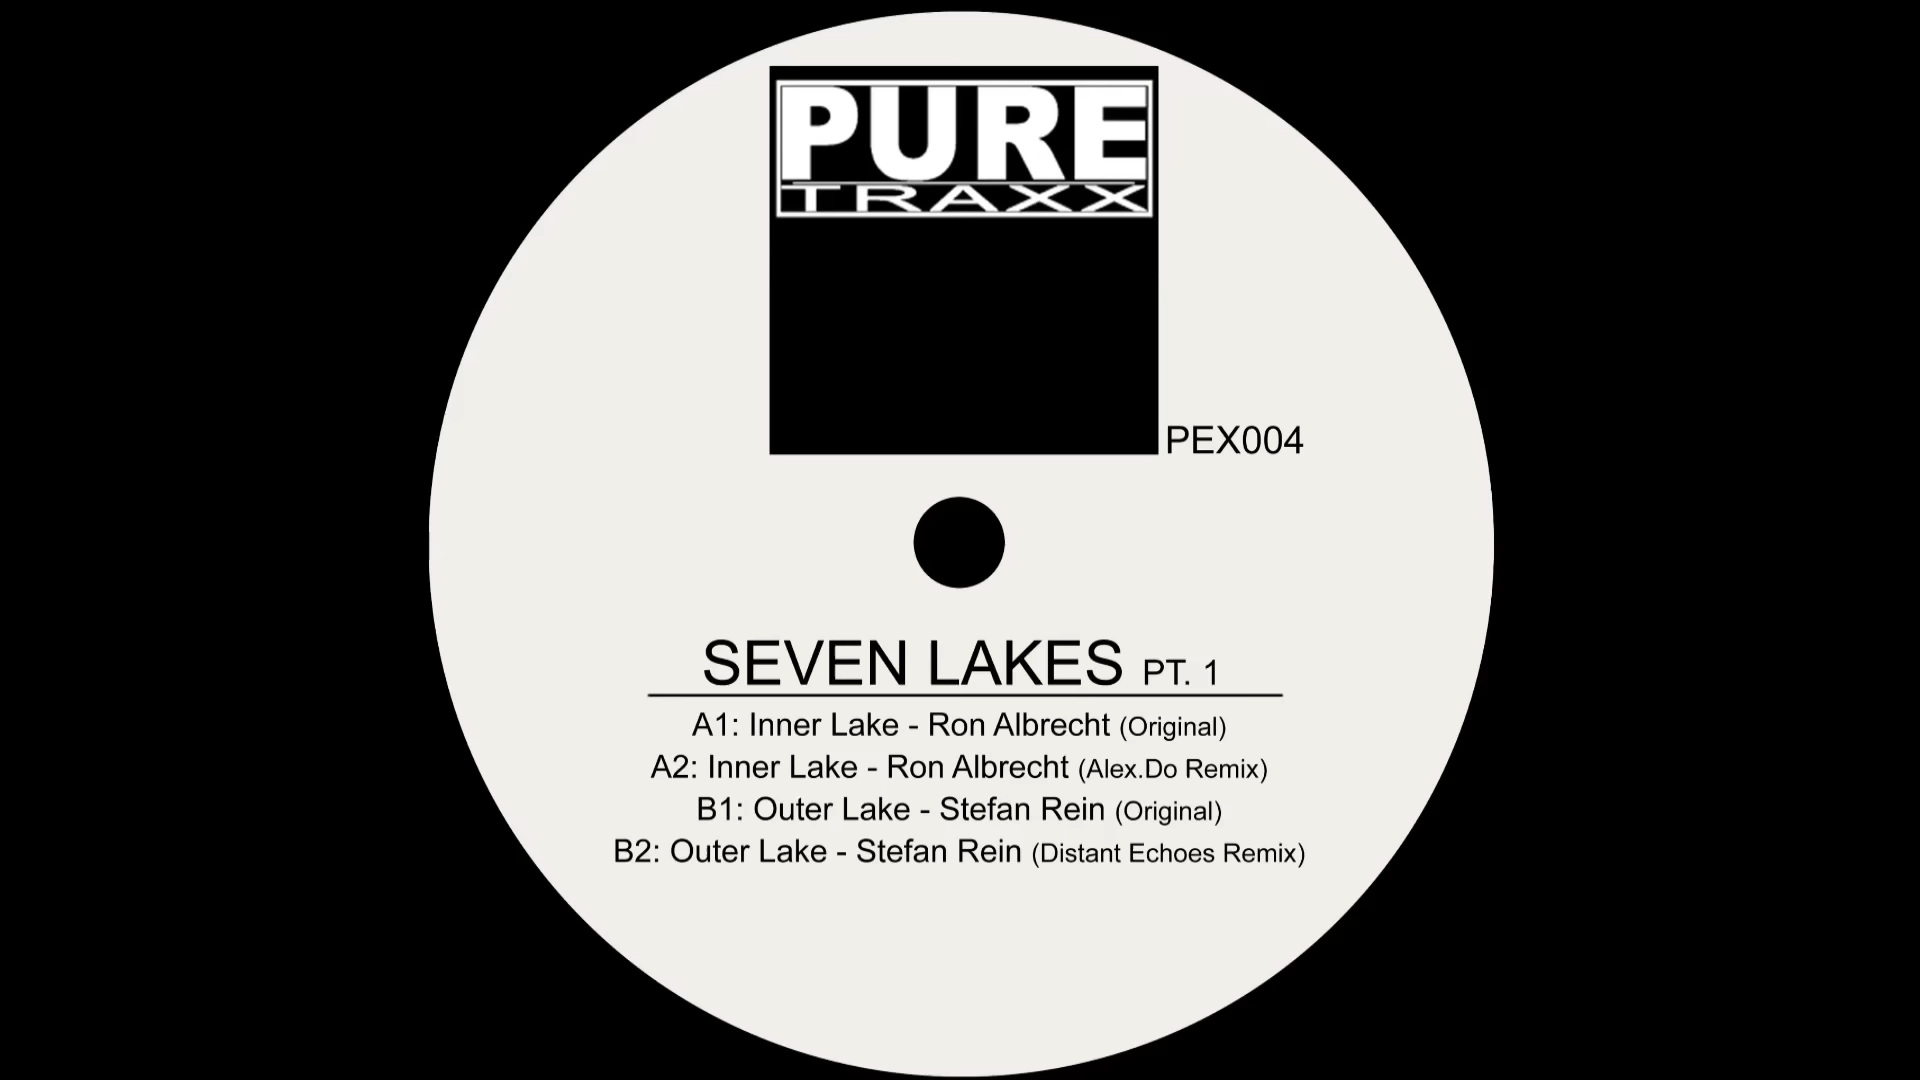 PURE
TRAXX
PEX004
SEVEN LAKES PT. 1
A1: Inner Lake - Ron Albrecht (Original)
A2: Inner Lake - Ron Albrecht (Alex.Do Remix)
B1: Outer Lake - Stefan Rein (Original)
B2: Outer Lake - Stefan Rein (Distant Echoes Remix)